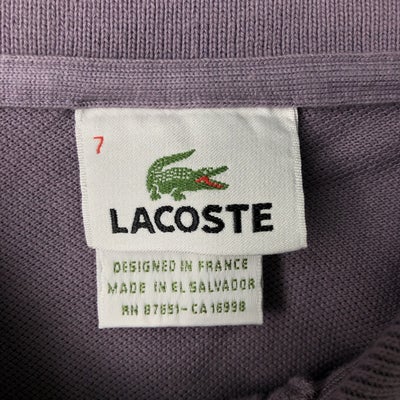 7
LACOSTE
DESIGNED IN FRANCE
MADE IN EL SALVADOR
RN 87651-CA 16998